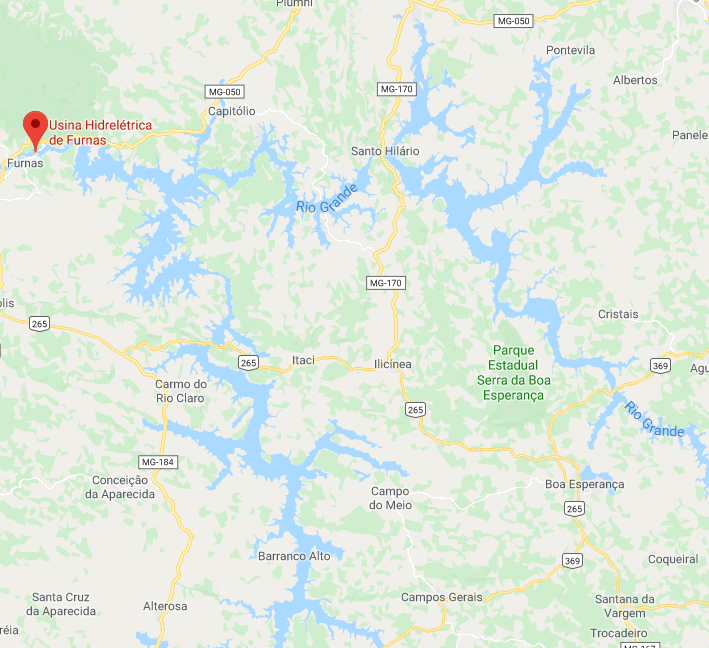 Piumhi
MG-050
Pontevila
Albertos
MG-050
MG-170
Capitólio
Usina Hidrelétrica
de Furnas
Panele
Furnas
Santo Hilário
Rio Grande
MG-170
olis
265
Cristais
Parque
Estadual
Serra da Boa
Esperança
265
Itaci
Ilicínea
369
Agu
Carmo do
Rio Claro
265
Rio Grande
MG-184
Conceição
da Aparecida
Campo
do Meio
Boa Esperança
265
Barranco Alto
369
Coqueiral
Santa Cruz
da Aparecida
Alterosa
Campos Gerais
Santana da
Vargem
réia
Trocadeiro
MG-167